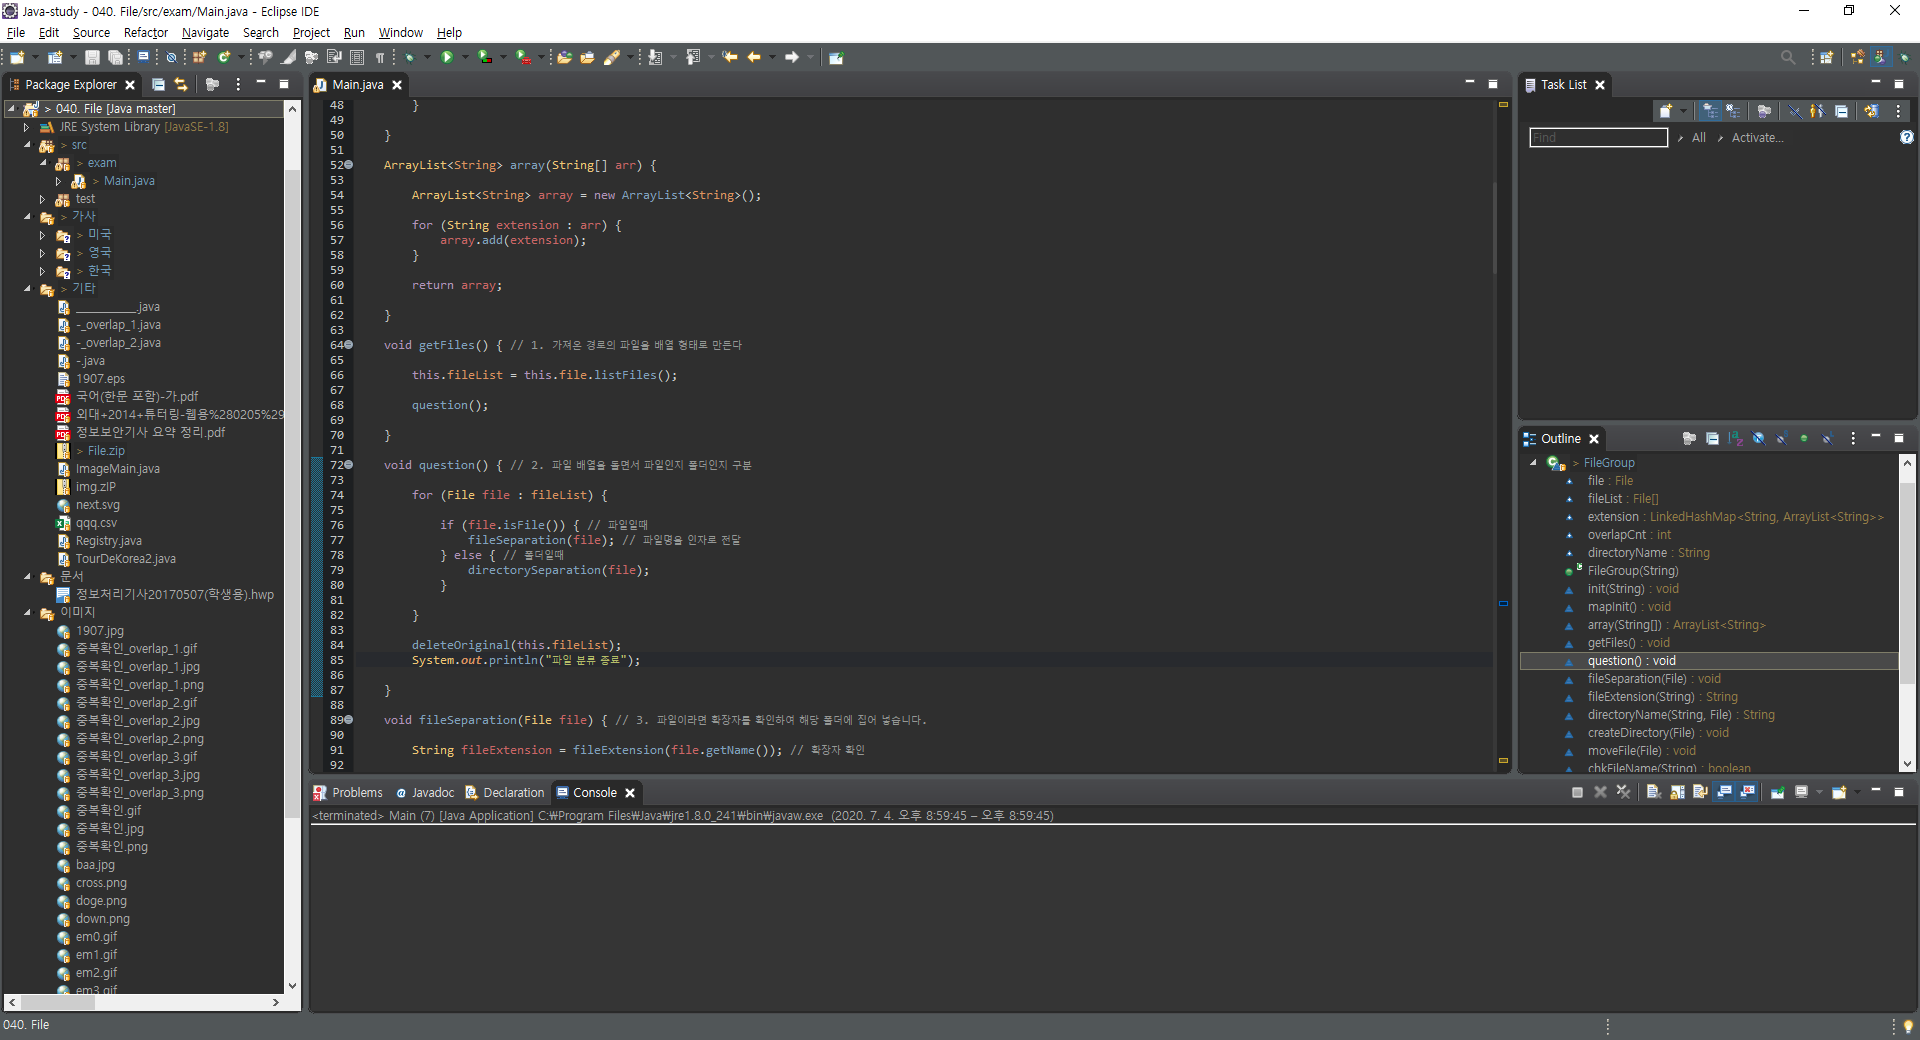 Java-study - 040. File/src/exam/Main.java - Eclipse IDE
File Edit Source Refactor Navigate Search Project Run Window Help
Package Explorer
> 040. File [Java master]
JRE System Library [JavaSE-1.8]
> src
> exam
> Main.java
test
> 가사
> 미국
> 영국
> 한국
> 기타
__________.java
-_overlap_1.java
-_overlap_2.java
-.java
1907.eps
국어(한문 포함)-가.pdf
외대+2014+튜터링-웹용%280205%29
정보보안기사 요약 정리.pdf
> File.zip
ImageMain.java
img.zIP
next.svg
qqq.csv
Registry.java
TourDeKorea2.java
문서
정보처리기사20170507(학생용).hwp
이미지
1907.jpg
중복확인_overlap_1.gif
중복확인_overlap_1.jpg
중복확인_overlap_1.png
중복확인_overlap_2.gif
중복확인_overlap_2.jpg
중복확인_overlap_2.png
중복확인_overlap_3.gif
중복확인_overlap_3.jpg
중복확인_overlap_3.png
중복확인.gif
중복확인.jpg
중복확인.png
baa.jpg
cross.png
doge.png
down.png
em0.gif
em1.gif
em2.gif
em3.gif
Main.java
48 }
49
50 }
51
52 ArrayList<String> array(String[] arr) {
53
54 ArrayList<String> array = new ArrayList<String>();
55
56 for (String extension : arr) {
57 array.add(extension);
58 }
59
60 return array;
61
62 }
63
64 void getFiles() { // 1. 가져온 경로의 파일을 배열 형태로 만든다
65
66 this.fileList = this.file.listFiles();
67
68 question();
69
70 }
71
72 void question() { // 2. 파일 배열을 돌면서 파일인지 폴더인지 구분
73
74 for (File file : fileList) {
75
76 if (file.isFile()) { // 파일일때
77 fileSeparation(file); // 파일명을 인자로 전달
78 } else { // 폴더일때
79 directorySeparation(file);
80 }
81
82 }
83
84 deleteOriginal(this.fileList);
85 System.out.println("파일 분류 종료");
86
87 }
88
89 void fileSeparation(File file) { // 3. 파일이라면 확장자를 확인하여 해당 폴더에 집어 넣습니다.
90
91 String fileExtension = fileExtension(file.getName()); // 확장자 확인
92
Task List
Find All Activate...
Outline
> FileGroup
file : File
fileList : File[]
extension : LinkedHashMap<String, ArrayList<String>>
overlapCnt : int
directoryName : String
FileGroup(String)
init(String) : void
mapInit() : void
array(String[]) : ArrayList<String>
getFiles() : void
question() : void
fileSeparation(File) : void
fileExtension(String) : String
directoryName(String, File) : String
createDirectory(File) : void
moveFile(File) : void
chkFileName(String) : boolean
Problems Javadoc Declaration Console
<terminated> Main (7) [Java Application] C:₩Program Files₩Java₩jre1.8.0_241₩bin₩javaw.exe (2020. 7. 4. 오후 8:59:45 – 오후 8:59:45)
040. File